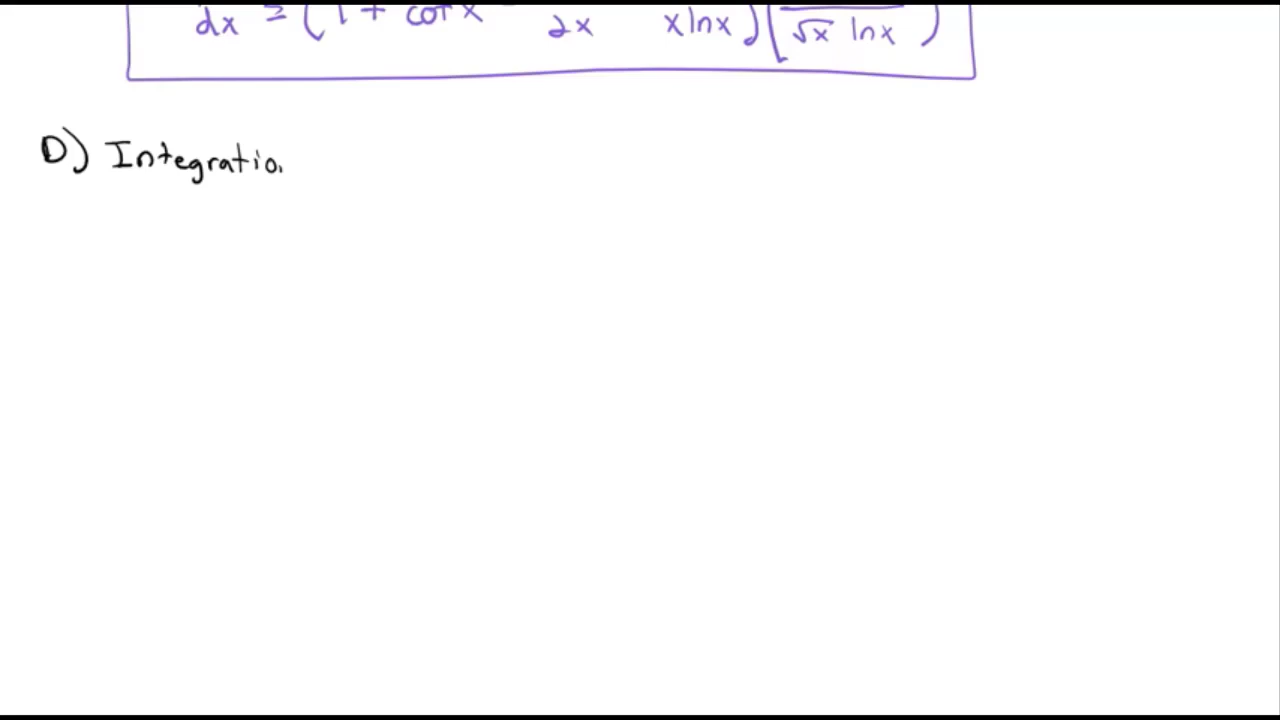 dx = (1 + cot x 2x x ln x) [ √x ln x )
D) Integratio